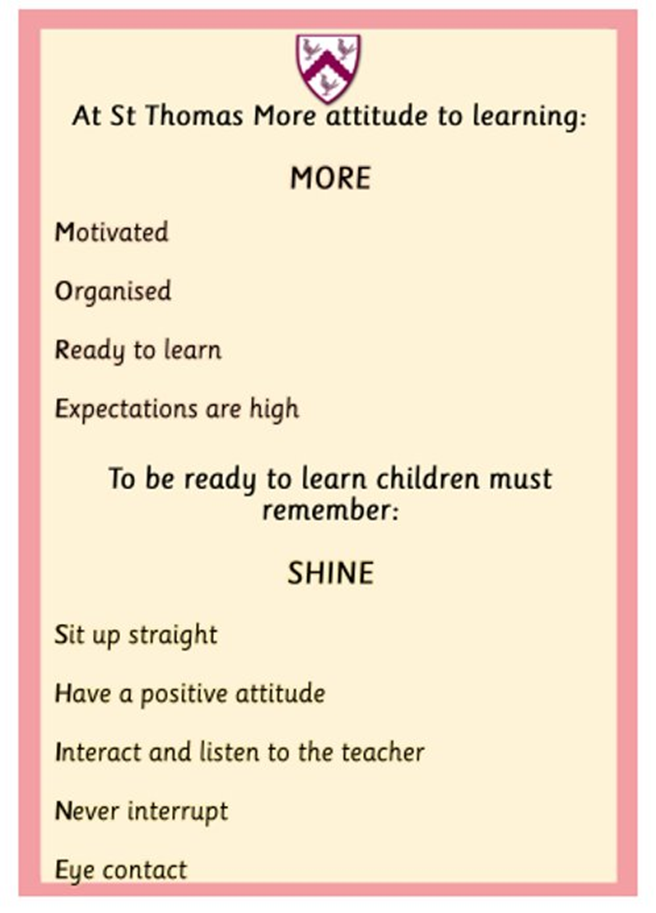 At St Thomas More attitude to learning:
MORE
Motivated
Organised
Ready to learn
Expectations are high
To be ready to learn children must
remember:
SHINE
Sit up straight
Have a positive attitude
Interact and listen to the teacher
Never interrupt
Eye contact